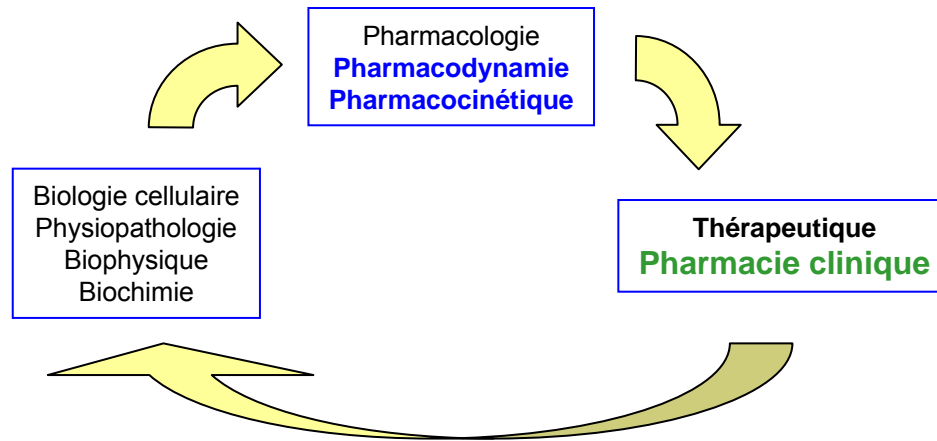 Pharmacologie
Pharmacodynamie
Pharmacocinétique
Biologie cellulaire
Physiopathologie
Biophysique
Biochimie
Thérapeutique
Pharmacie clinique